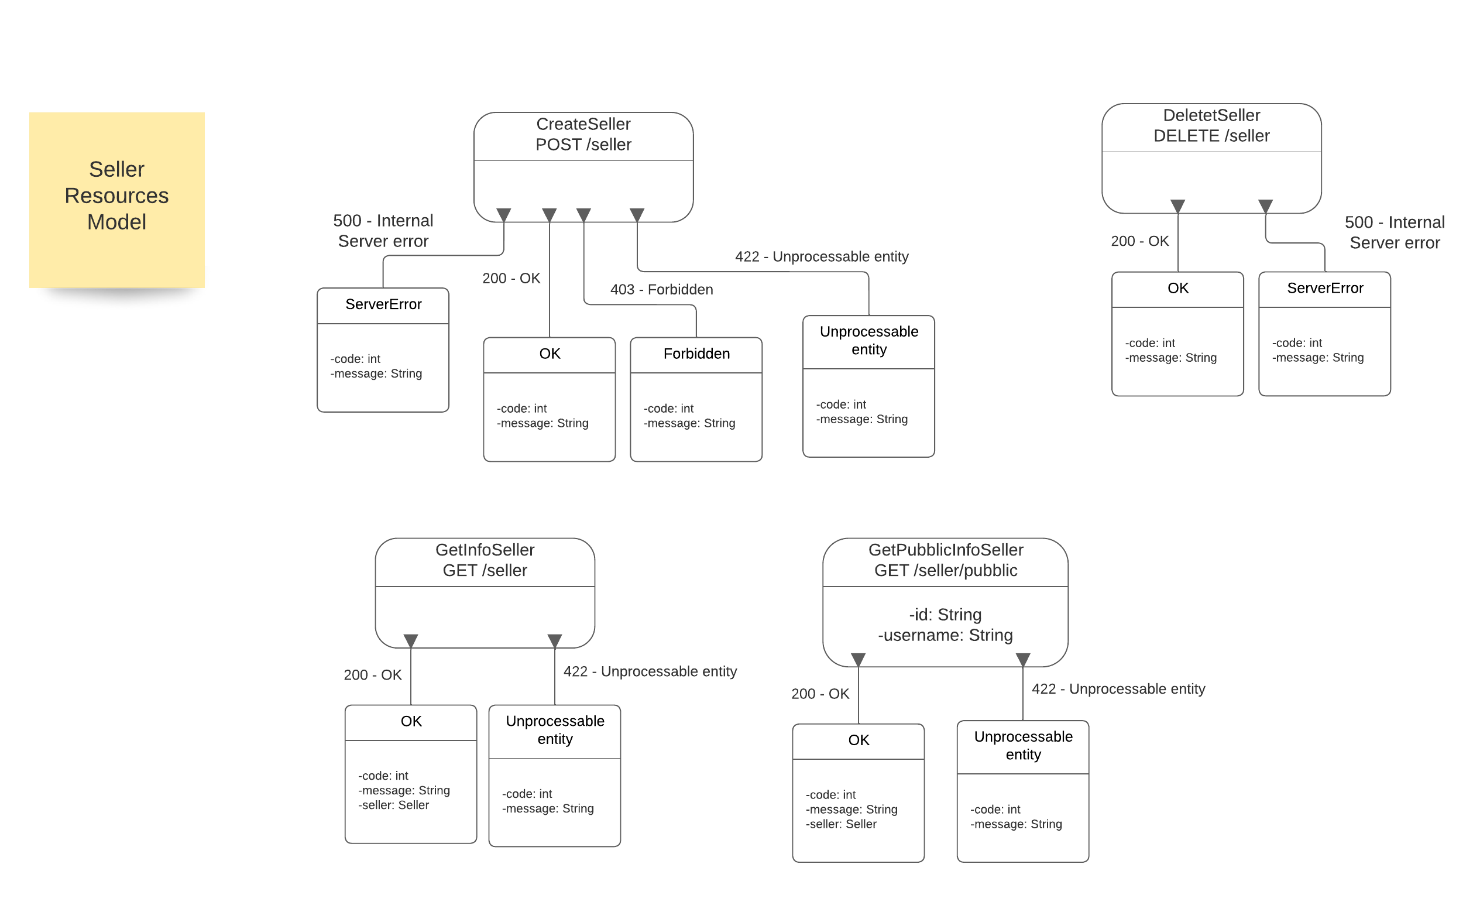 Seller
Resources
Model
CreateSeller
POST /seller
500 - Internal
Server error
200 - OK
403 - Forbidden
422 - Unprocessable entity
ServerError
-code: int
-message: String
OK
-code: int
-message: String
Forbidden
-code: int
-message: String
Unprocessable
entity
-code: int
-message: String
DeletetSeller
DELETE /seller
200 - OK
500 - Internal
Server error
OK
-code: int
-message: String
ServerError
-code: int
-message: String
GetInfoSeller
GET /seller
200 - OK
422 - Unprocessable entity
OK
-code: int
-message: String
-seller: Seller
Unprocessable
entity
-code: int
-message: String
GetPubblicInfoSeller
GET /seller/pubblic
-id: String
-username: String
200 - OK
422 - Unprocessable entity
OK
-code: int
-message: String
-seller: Seller
Unprocessable
entity
-code: int
-message: String